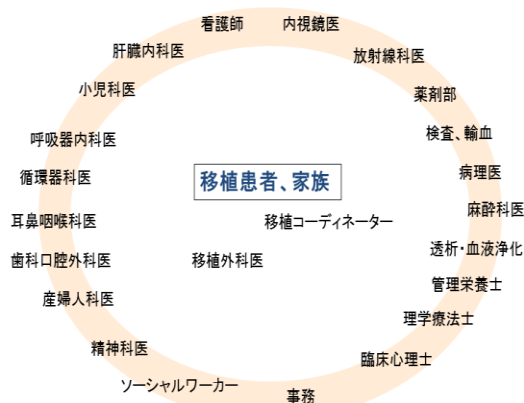 看護師
内視鏡医
肝臓内科医
放射線科医
小児科医
薬剤部
呼吸器内科医
検査、輸血
循環器科医
病理医
移植患者、家族
耳鼻咽喉科医
麻酔科医
移植コーディネーター
歯科口腔外科医
移植外科医
透析・血液浄化
産婦人科医
管理栄養士
精神科医
理学療法士
ソーシャルワーカー
臨床心理士
事務